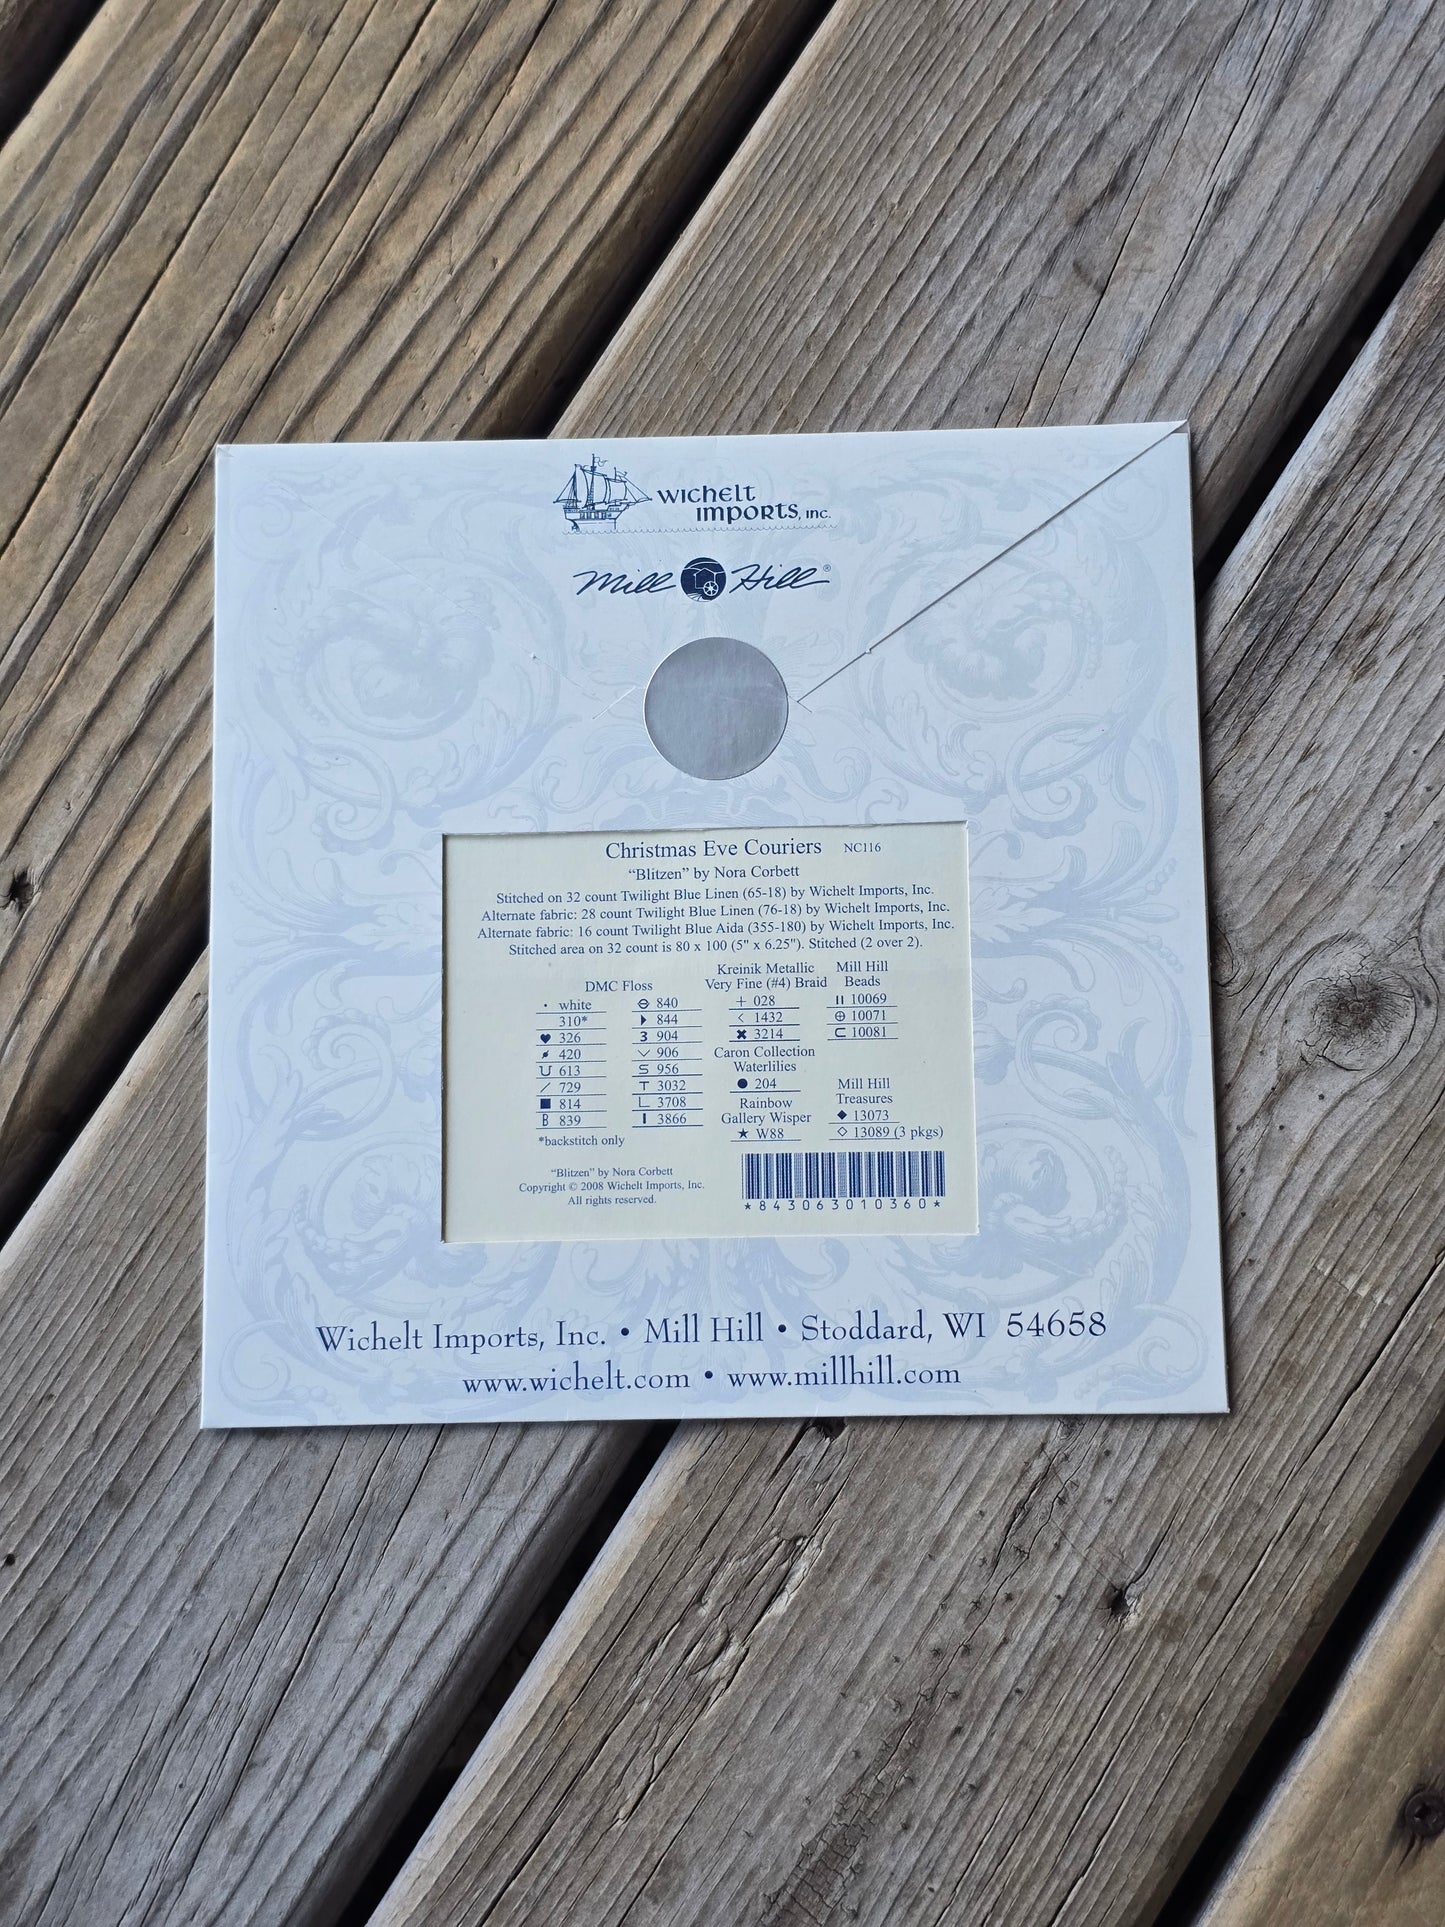 WICHELT
IMPORTS, INC.
Mill Hill®
Christmas Eve Couriers NC116
“Blitzen” by Nora Corbett
Stitched on 32 count Twilight Blue Linen (65-18) by Wichelt Imports, Inc.
Alternate fabric: 28 count Twilight Blue Linen (76-18) by Wichelt Imports, Inc.
Alternate fabric: 16 count Twilight Blue Aida (355-180) by Wichelt Imports, Inc.
Stitched area on 32 count is 80 x 100 (5" x 6.25"). Stitched (2 over 2).
DMC Floss
white
310*
326
420
613
729
814
B 839
*backstitch only
840
844
3 904
906
S 956
T 3032
L 3708
I 3866
Kreinik Metallic
Very Fine (#4) Braid
+ 028
< 1432
✖ 3214
Caron Collection
Waterlilies
● 204
Rainbow
Gallery Wisper
★ W88
Mill Hill
Beads
10069
⊕ 10071
⊏ 10081
Mill Hill
Treasures
◆ 13073
◇ 13089 (3 pkgs)
“Blitzen” by Nora Corbett
Copyright © 2008 Wichelt Imports, Inc.
All rights reserved.
*843063010360*
Wichelt Imports, Inc. • Mill Hill • Stoddard, WI 54658
www.wichelt.com • www.millhill.com